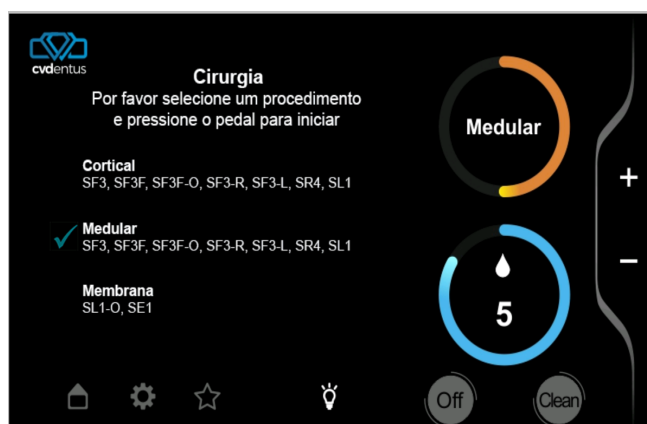 cvdentus
Cirurgia
Por favor selecione um procedimento
e pressione o pedal para iniciar
Cortical
SF3, SF3F, SF3F-O, SF3-R, SF3-L, SR4, SL1
Medular
SF3, SF3F, SF3F-O, SF3-R, SF3-L, SR4, SL1
Membrana
SL1-O, SE1
Medular
+
5
−
Off
Clean